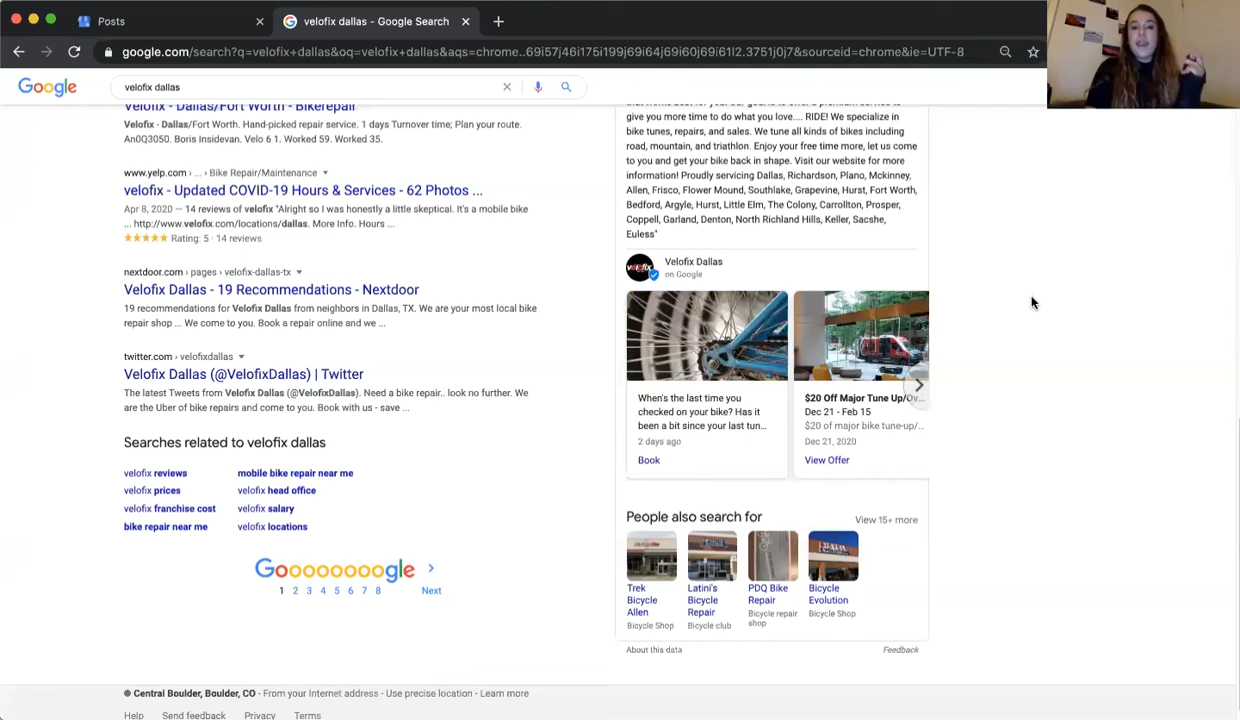 Posts
velofix dallas - Google Search
google.com/search?q=velofix+dallas&oq=velofix+dallas&aqs=chrome..69i57j46i175i199j69i64j69i60j69i61l2.3751j0j7&sourceid=chrome&ie=UTF-8
Google
velofix dallas
Velofix - Dallas/Fort Worth - Bikerepair
Velofix - Dallas/Fort Worth. Hand-picked repair service. 1 days Turnover time; Plan your route.
An0Q3050. Boris Insidevan. Velo 6 1. Worked 59. Worked 35.
www.yelp.com › ... › Bike Repair/Maintenance
velofix - Updated COVID-19 Hours & Services - 62 Photos ...
Apr 8, 2020 — 14 reviews of velofix "Alright so I was honestly a little skeptical. It's a mobile bike
... http://www.velofix.com/locations/dallas. More Info. Hours ...
Rating: 5 · 14 reviews
nextdoor.com › pages › velofix-dallas-tx
Velofix Dallas - 19 Recommendations - Nextdoor
19 recommendations for Velofix Dallas from neighbors in Dallas, TX. We are your most local bike
repair shop ... We come to you. Book a repair online and we ...
twitter.com › velofixdallas
Velofix Dallas (@VelofixDallas) | Twitter
The latest Tweets from Velofix Dallas (@VelofixDallas). Need a bike repair.. look no further. We
are the Uber of bike repairs and come to you. Book with us - save ...
Searches related to velofix dallas
velofix reviews
mobile bike repair near me
velofix prices
velofix head office
velofix franchise cost
velofix salary
bike repair near me
velofix locations
Goooooooogle
1 2 3 4 5 6 7 8 Next
give you more time to do what you love.... RIDE! We specialize in
bike tunes, repairs, and sales. We tune all kinds of bikes including
road, mountain, and triathlon. Enjoy your free time more, let us come
to you and get your bike back in shape. Visit our website for more
information! Proudly servicing Dallas, Richardson, Plano, Mckinney,
Allen, Frisco, Flower Mound, Southlake, Grapevine, Hurst, Fort Worth,
Bedford, Argyle, Hurst, Little Elm, The Colony, Carrollton, Prosper,
Coppell, Garland, Denton, North Richland Hills, Keller, Sacshe,
Euless"
velofix
Velofix Dallas
on Google
When's the last time you
checked on your bike? Has it
been a bit since your last tun...
2 days ago
Book
$20 Off Major Tune Up/Ov...
Dec 21 - Feb 15
$20 of major bike tune-up/...
Dec 21, 2020
View Offer
People also search for
View 15+ more
Trek
Bicycle
Allen
Bicycle Shop
Latini's
Bicycle
Repair
Bicycle club
PDQ Bike
Repair
Bicycle repair
shop
Bicycle
Evolution
Bicycle Shop
About this data
Feedback
Central Boulder, Boulder, CO - From your Internet address - Use precise location - Learn more
Help Send feedback Privacy Terms